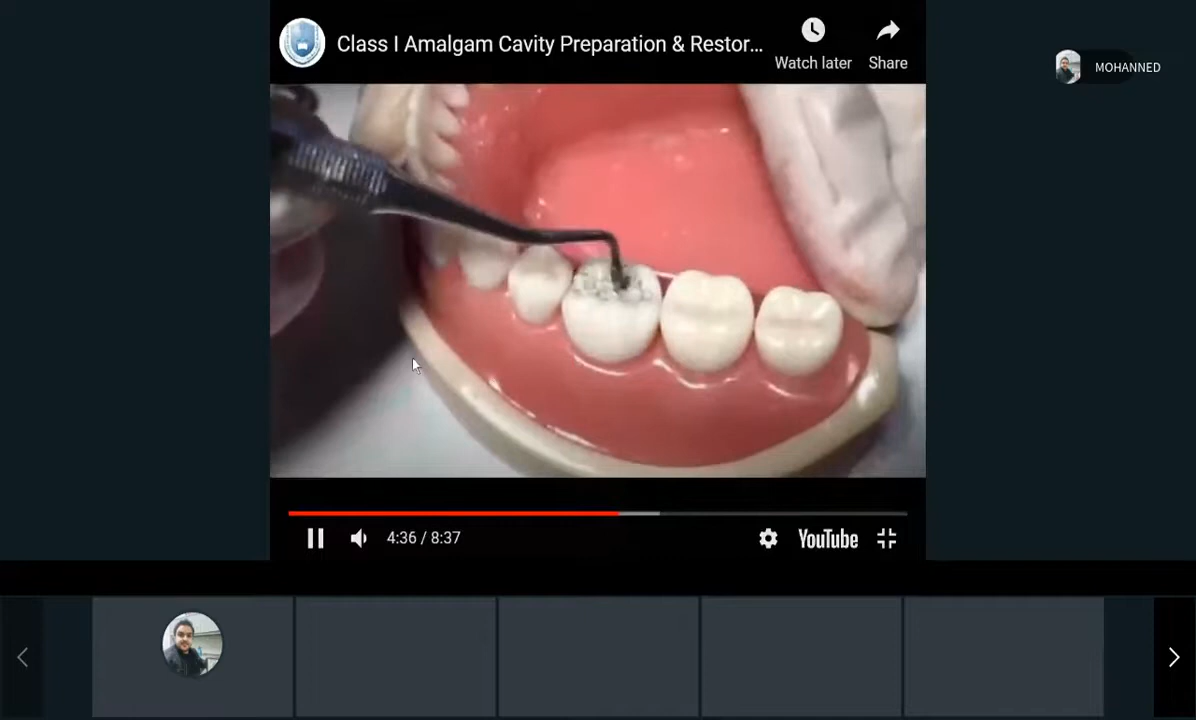 Class I Amalgam Cavity Preparation & Restor...
Watch later
Share
MOHANNED
4:36 / 8:37
YouTube